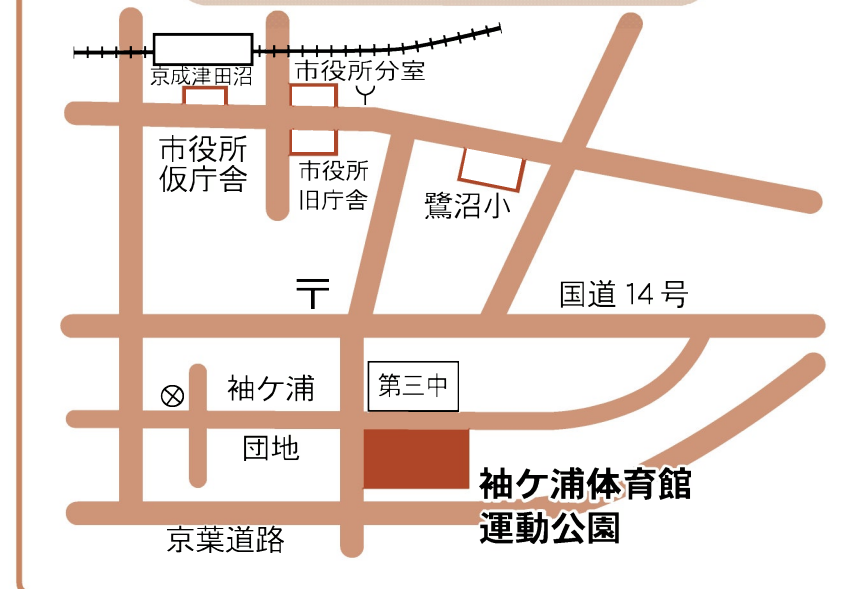 京成津田沼
市役所分室
市役所
仮庁舎
市役所
旧庁舎
鷺沼小
国道 14 号
袖ケ浦
団地
第三中
袖ケ浦体育館
運動公園
京葉道路